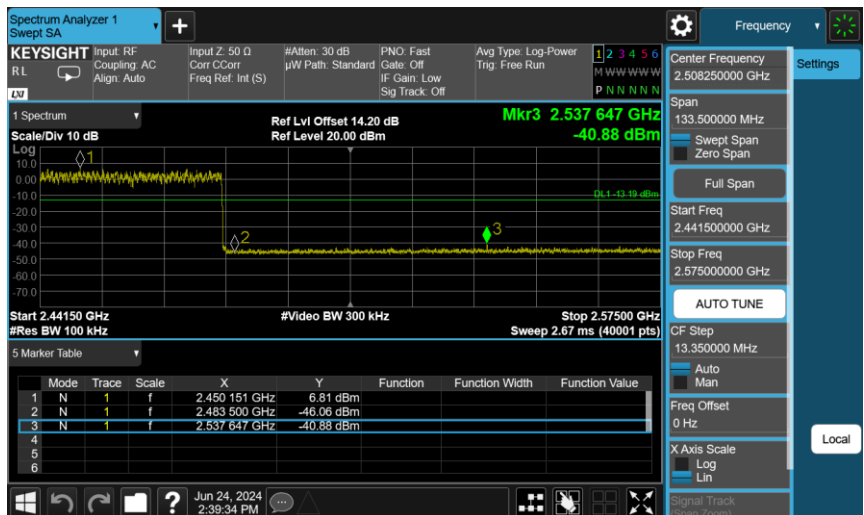 Spectrum Analyzer 1
Swept SA
+
Frequency
KEYSIGHT
RL
LXI
Input: RF
Coupling: AC
Align: Auto
Input Z: 50 Ω
Corr CCorr
Freq Ref: Int (S)
#Atten: 30 dB
µW Path: Standard
PNO: Fast
Gate: Off
IF Gain: Low
Sig Track: Off
Avg Type: Log-Power
Trig: Free Run
1 2 3 4 5 6
M W W W W W
P N N N N N
1 Spectrum
Scale/Div 10 dB
Ref Lvl Offset 14.20 dB
Ref Level 20.00 dBm
Mkr3 2.537 647 GHz
-40.88 dBm
Log
10.0
0.00
-10.0
-20.0
-30.0
-40.0
-50.0
-60.0
-70.0
1
2
3
DL1 -13.19 dBm
Start 2.44150 GHz
#Res BW 100 kHz
#Video BW 300 kHz
Stop 2.57500 GHz
Sweep 2.67 ms (40001 pts)
5 Marker Table
Mode Trace Scale X Y Function Function Width Function Value
1 N 1 f 2.450 151 GHz 6.81 dBm
2 N 1 f 2.483 500 GHz -46.06 dBm
3 N 1 f 2.537 647 GHz -40.88 dBm
4
5
6
?
Jun 24, 2024
2:39:34 PM
Center Frequency
2.508250000 GHz
Span
133.500000 MHz
Swept Span
Zero Span
Full Span
Start Freq
2.441500000 GHz
Stop Freq
2.575000000 GHz
AUTO TUNE
CF Step
13.350000 MHz
Auto
Man
Freq Offset
0 Hz
X Axis Scale
Log
Lin
Signal Track
(Span Zoom)
Settings
Local